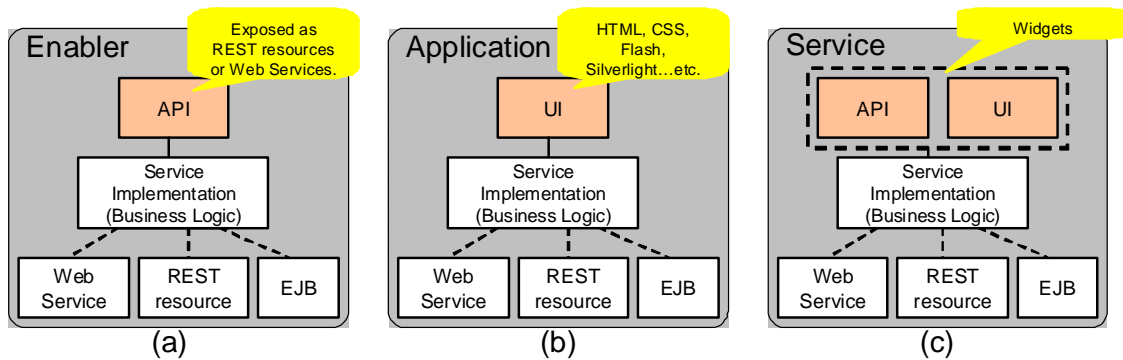 Enabler
Exposed as
REST resources
or Web Services.
API
Service
Implementation
(Business Logic)
Web
Service
REST
resource
EJB
(a)
Application
HTML, CSS,
Flash,
Silverlight…etc.
UI
Service
Implementation
(Business Logic)
Web
Service
REST
resource
EJB
(b)
Service
Widgets
API
UI
Service
Implementation
(Business Logic)
Web
Service
REST
resource
EJB
(c)